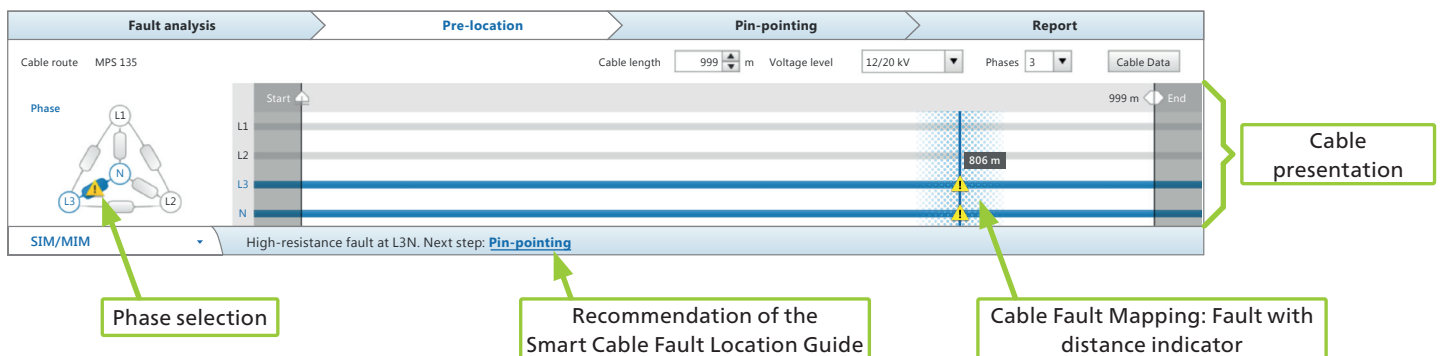 Fault analysis Pre-location Pin-pointing Report
Cable route MPS 135 Cable length 999 m Voltage level 12/20 kV Phases 3 Cable Data
Start 999 m End
Phase
L1
N
L3 L2
L1
L2
806 m
L3
N
Cable
presentation
SIM/MIM High-resistance fault at L3N. Next step: Pin-pointing
Phase selection
Recommendation of the
Smart Cable Fault Location Guide
Cable Fault Mapping: Fault with
distance indicator